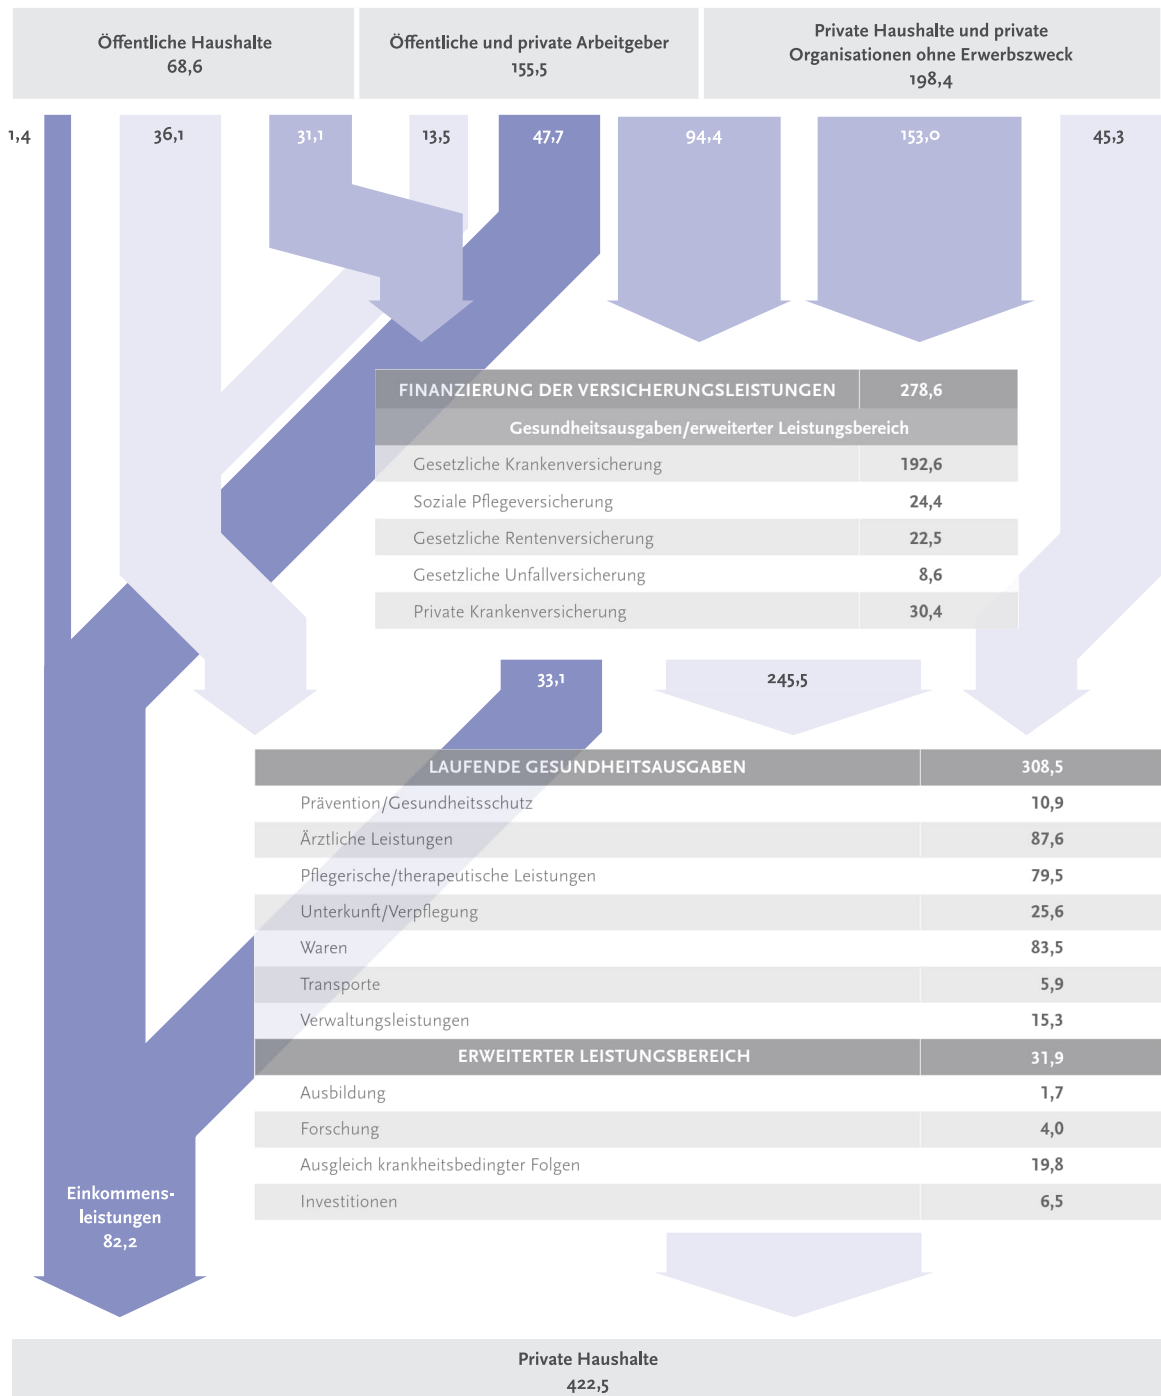 Öffentliche Haushalte
68,6
Öffentliche und private Arbeitgeber
155,5
Private Haushalte und private
Organisationen ohne Erwerbszweck
198,4
1,4
36,1
31,1
13,5
47,7
94,4
153,0
45,3
FINANZIERUNG DER VERSICHERUNGSLEISTUNGEN 278,6
Gesundheitsausgaben/erweiterter Leistungsbereich
Gesetzliche Krankenversicherung 192,6
Soziale Pflegeversicherung 24,4
Gesetzliche Rentenversicherung 22,5
Gesetzliche Unfallversicherung 8,6
Private Krankenversicherung 30,4
33,1
245,5
LAUFENDE GESUNDHEITSAUSGABEN 308,5
Prävention/Gesundheitsschutz 10,9
Ärztliche Leistungen 87,6
Pflegerische/therapeutische Leistungen 79,5
Unterkunft/Verpflegung 25,6
Waren 83,5
Transporte 5,9
Verwaltungsleistungen 15,3
ERWEITERTER LEISTUNGSBEREICH 31,9
Ausbildung 1,7
Forschung 4,0
Ausgleich krankheitsbedingter Folgen 19,8
Investitionen 6,5
Einkommens-
leistungen
82,2
Private Haushalte
422,5